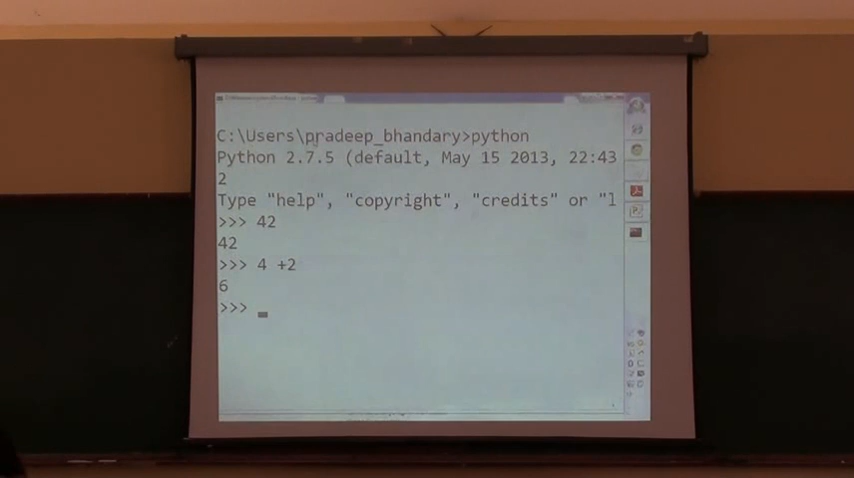 C:\Users\pradeep_bhandary>python
Python 2.7.5 (default, May 15 2013, 22:43
2
Type "help", "copyright", "credits" or "l
>>> 42
42
>>> 4 +2
6
>>>